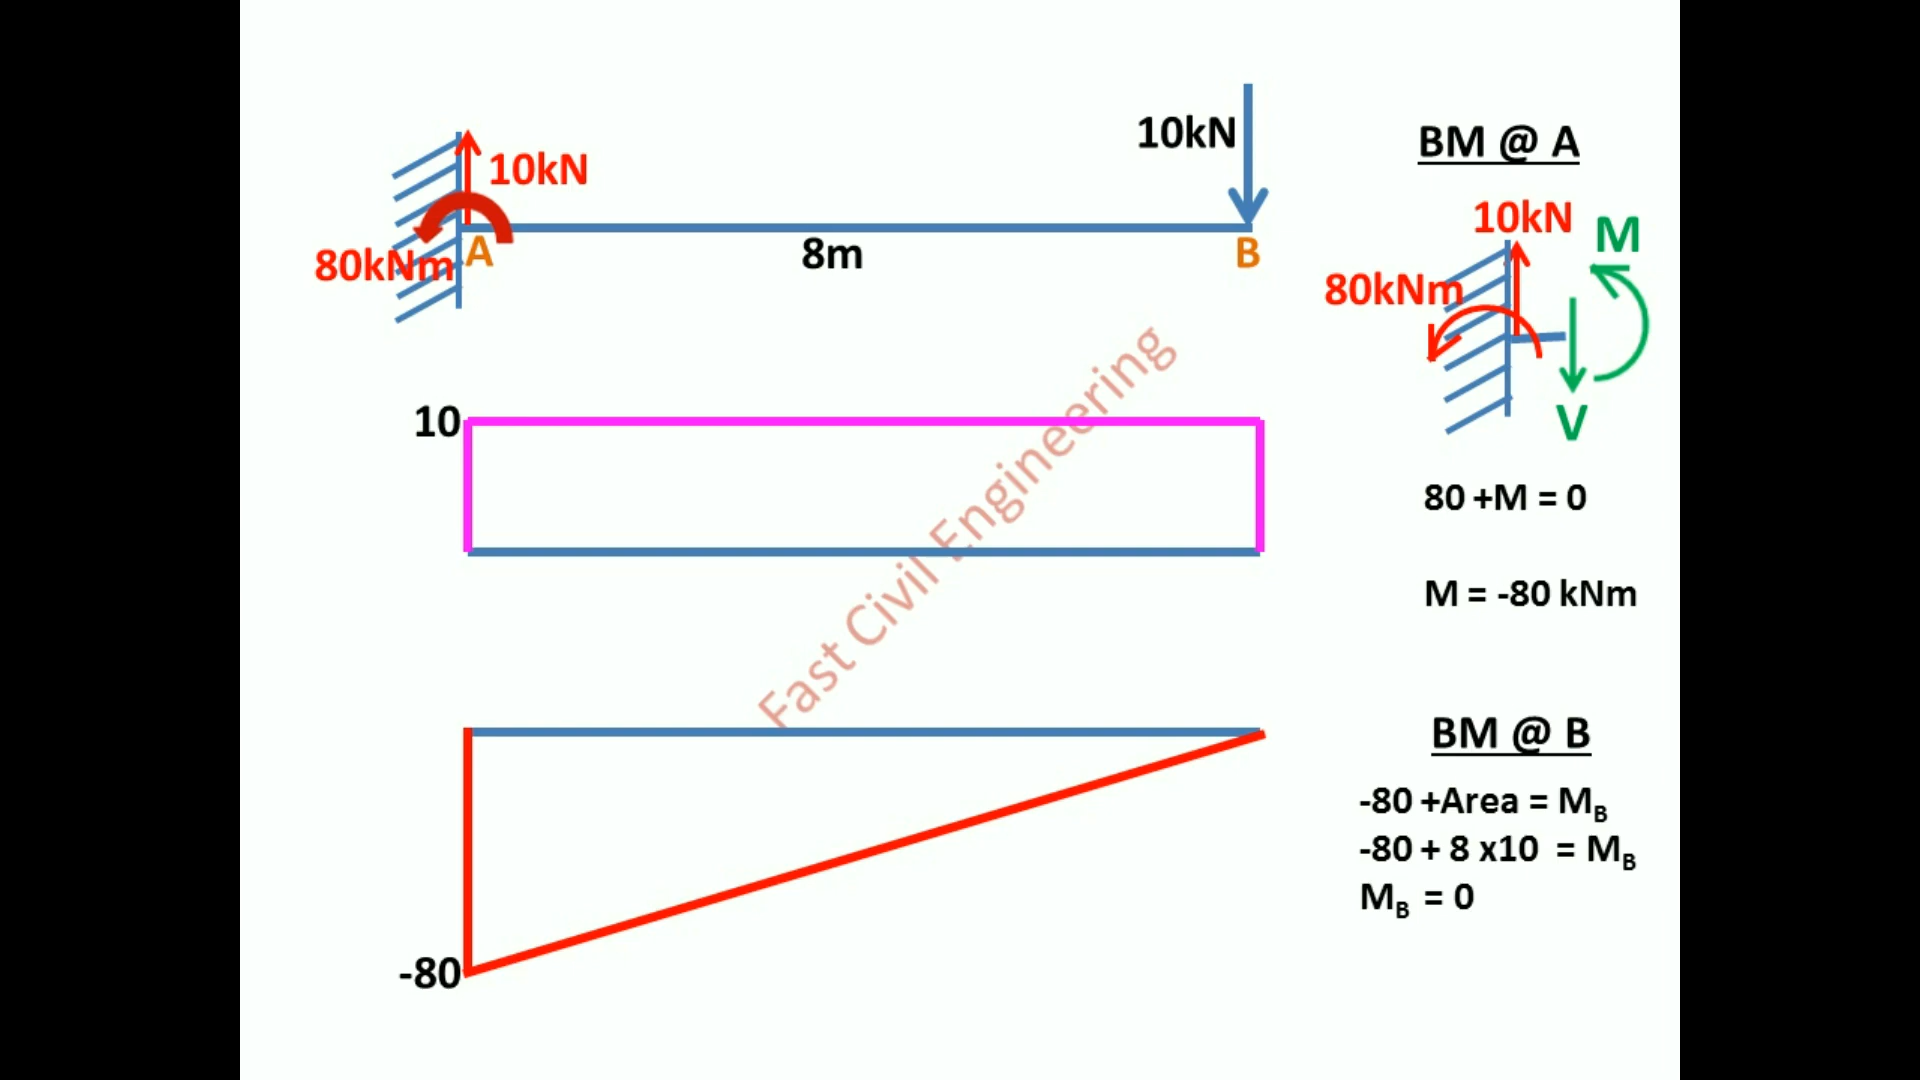 10kN
10kN
80kNm
A
8m
B
BM @ A
10kN
M
80kNm
V
80 +M = 0
M = -80 kNm
10
Fast Civil Engineering
-80
BM @ B
-80 +Area = MB
-80 + 8 x10 = MB
MB = 0